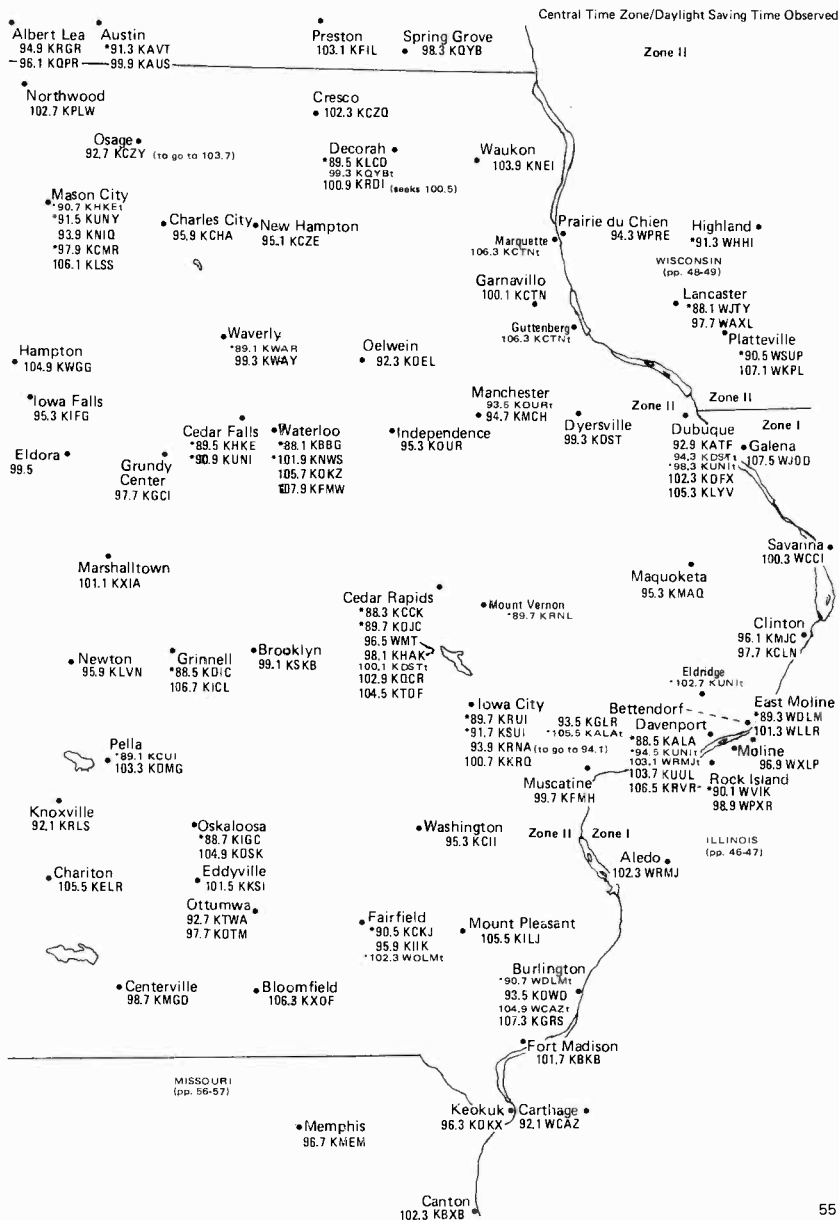 Central Time Zone/Daylight Saving Time Observed
Zone II
Albert Lea
94.9 KRGR
96.1 KQPR
Austin
*91.3 KAVT
99.9 KAUS
Preston
103.1 KFIL
Spring Grove
98.3 KQYB
Northwood
102.7 KPLW
Cresco
102.3 KCZQ
Osage
92.7 KCZY (to go to 103.7)
Decorah
*89.5 KLCD
99.3 KQYBt
100.9 KRDI (seeks 100.5)
Waukon
103.9 KNEI
Mason City
*90.7 KHKEt
*91.5 KUNY
93.9 KNIQ
*97.9 KCMR
106.1 KLSS
Charles City
95.9 KCHA
New Hampton
95.1 KCZE
Prairie du Chien
94.3 WPRE
Marquette
106.3 KCTNt
Highland
*91.3 WHHI
WISCONSIN
(pp. 48-49)
Garnavillo
100.1 KCTN
Lancaster
*88.1 WJTY
97.7 WAXL
Guttenberg
106.3 KCTNt
Platteville
*90.5 WSUP
107.1 WKPL
Hampton
104.9 KWGG
Waverly
*89.1 KWAR
99.3 KWAY
Oelwein
92.3 KOEL
Iowa Falls
95.3 KIFG
Manchester
93.5 KOURt
94.7 KMCH
Dyersville
99.3 KDST
Zone II
Zone II
Zone I
Eldora
99.5
Grundy
Center
97.7 KGCI
Cedar Falls
*89.5 KHKE
*90.9 KUNI
Waterloo
*88.1 KBBG
*101.9 KNWS
105.7 KOKZ
107.9 KFMW
Independence
95.3 KOUR
Dubuque
92.9 KATF
94.3 KDSTt
*98.3 KUNIt
102.3 KDFX
105.3 KLYV
Galena
107.5 WJOD
Savanna
100.3 WCCI
Marshalltown
101.1 KXIA
Maquoketa
95.3 KMAQ
Cedar Rapids
*88.3 KCCK
*89.7 KOJC
96.5 WMT
98.1 KHAK
100.1 KDSTt
102.9 KQCR
104.5 KTOF
Mount Vernon
*89.7 KRNL
Clinton
96.1 KMJC
97.7 KCLN
Newton
95.9 KLVN
Grinnell
*88.5 KDIC
106.7 KICL
Brooklyn
99.1 KSKB
Eldridge
*102.7 KUNIt
Iowa City
*89.7 KRUI
*91.7 KSUI
93.9 KRNA (to go to 94.1)
100.7 KKRQ
Bettendorf
93.5 KGLR
*105.5 KALAt
Davenport
*88.5 KALA
*94.5 KUNIt
103.1 WRMJt
103.7 KUUL
106.5 KRVR
East Moline
*89.3 WDLM
101.3 WLLR
Moline
96.9 WXLP
Rock Island
*90.1 WVIK
98.9 WPXR
Pella
*89.1 KCUI
103.3 KDMG
Muscatine
99.7 KFMH
Knoxville
92.1 KRLS
Oskaloosa
*88.7 KIGC
104.9 KOSK
Washington
95.3 KCII
Zone II
Zone I
ILLINOIS
(pp. 46-47)
Aledo
102.3 WRMJ
Chariton
105.5 KELR
Eddyville
101.5 KKSI
Ottumwa
92.7 KTWA
97.7 KOTM
Fairfield
*90.5 KCKJ
95.9 KIIK
*102.3 WDLMt
Mount Pleasant
105.5 KILJ
Centerville
98.7 KMGO
Bloomfield
106.3 KXOF
Burlington
*90.7 WDLMt
93.5 KDWD
104.9 WCAZt
107.3 KGRS
Fort Madison
101.7 KBKB
MISSOURI
(pp. 56-57)
Memphis
96.7 KMEM
Keokuk
96.3 KOKX
Carthage
92.1 WCAZ
Canton
102.3 KBXB
55